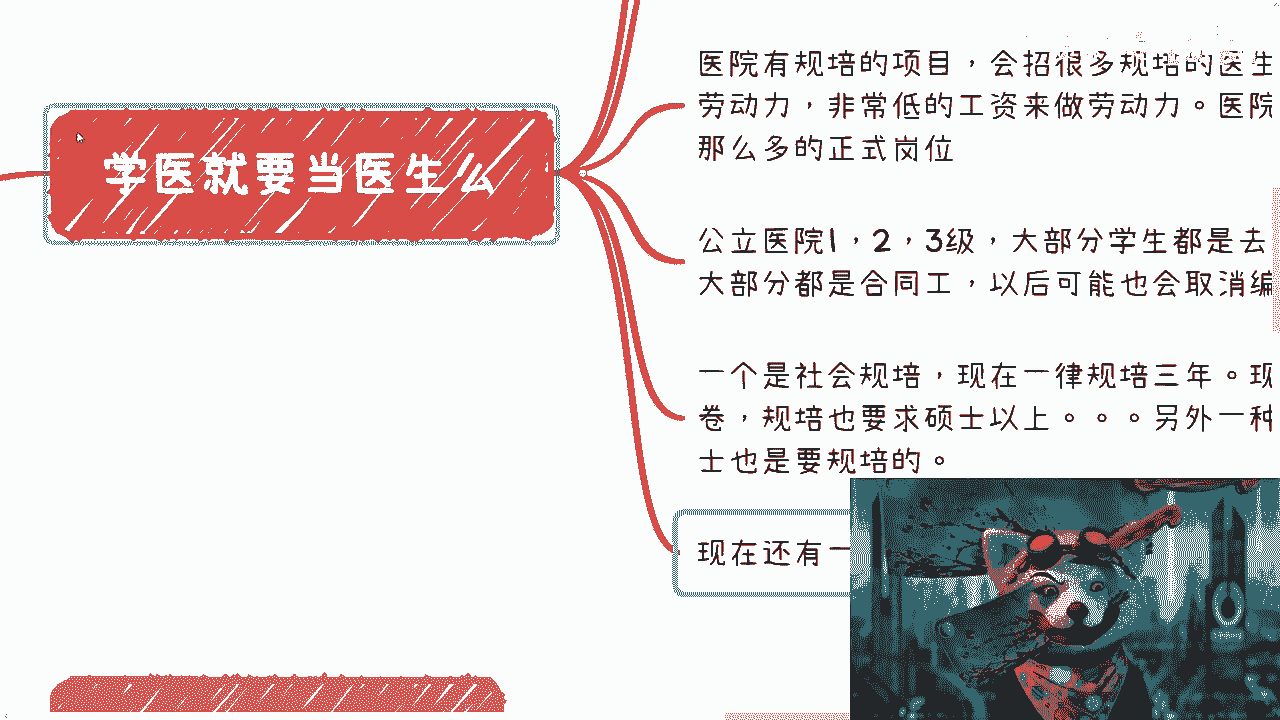 医院有规培的项目，会招很多规培的医生
劳动力，非常低的工资来做劳动力。医院
那么多的正式岗位
学医就要当医生么
公立医院1，2，3级，大部分学生都是去
大部分都是合同工，以后可能也会取消编
一个是社会规培，现在一律规培三年。现
卷，规培也要求硕士以上。。。另外一种
士也是要规培的。
现在还有一